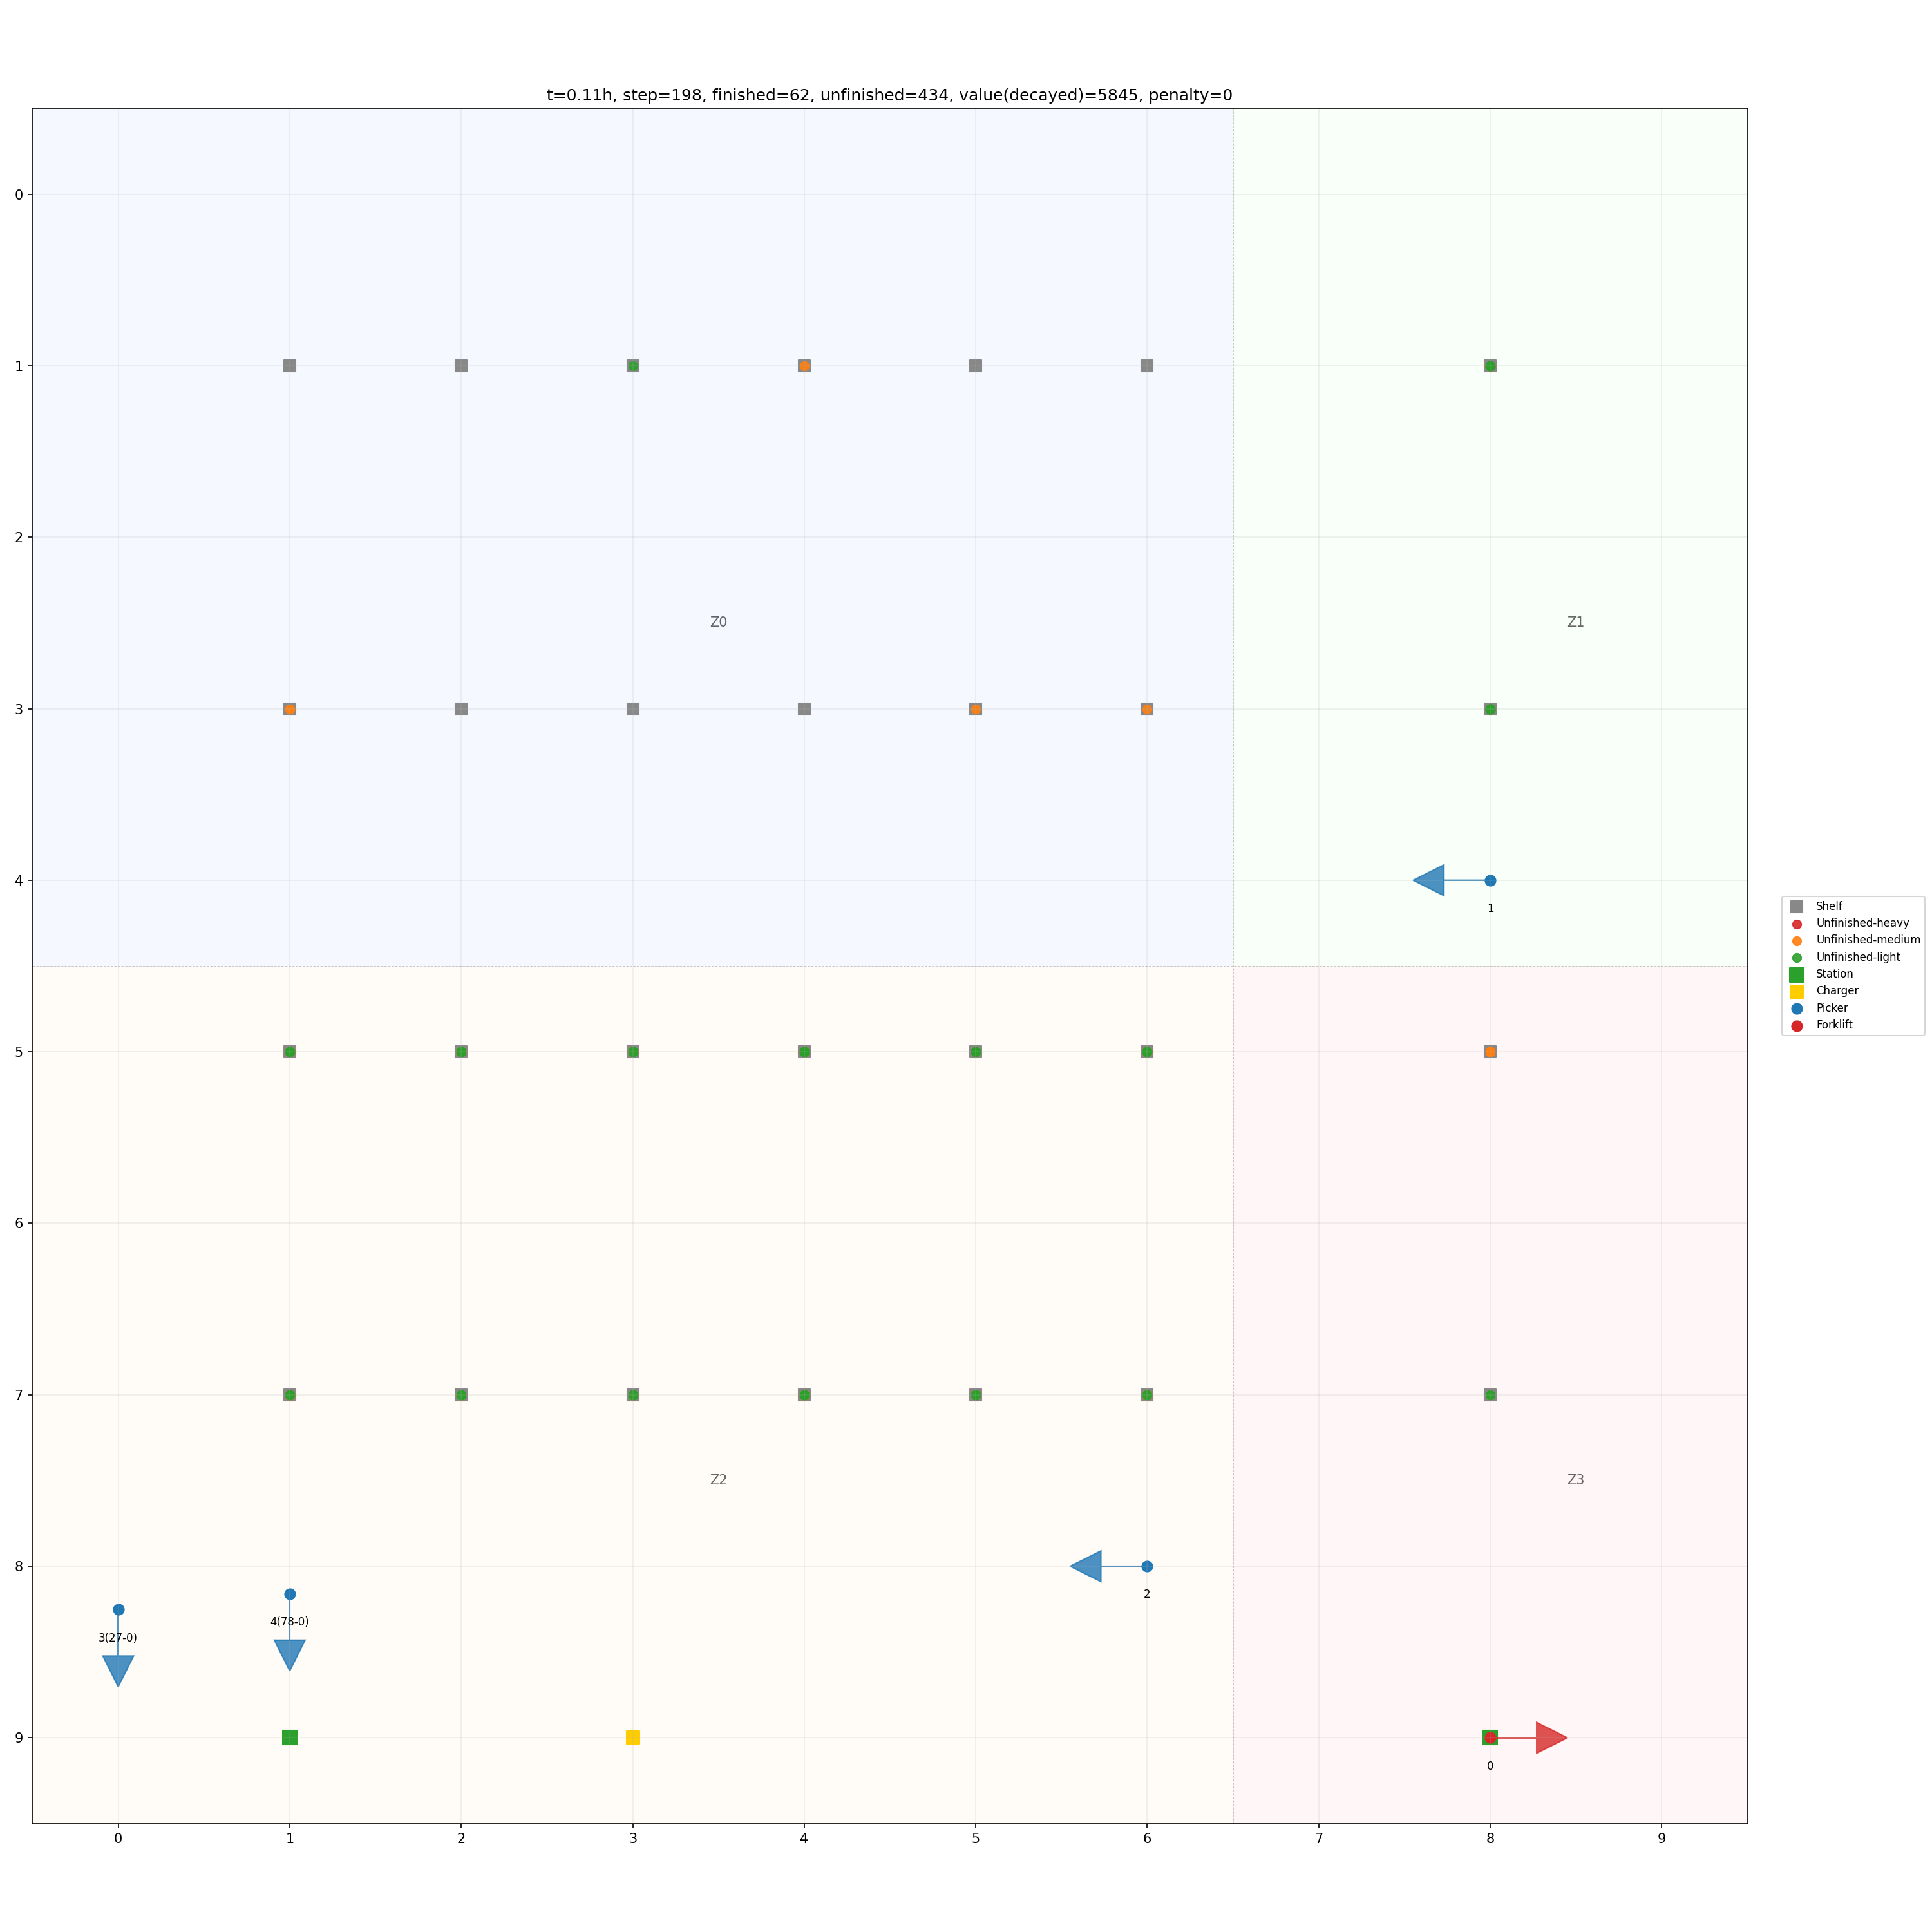 t=0.11h, step=198, finished=62, unfinished=434, value(decayed)=5845, penalty=0
0
1
2
Z0
Z1
3
4
1
Shelf
Unfinished-heavy
Unfinished-medium
Unfinished-light
Station
Charger
Picker
Forklift
5
6
7
Z2
Z3
8
2
4(78-0)
3(27-0)
9
0
0 1 2 3 4 5 6 7 8 9